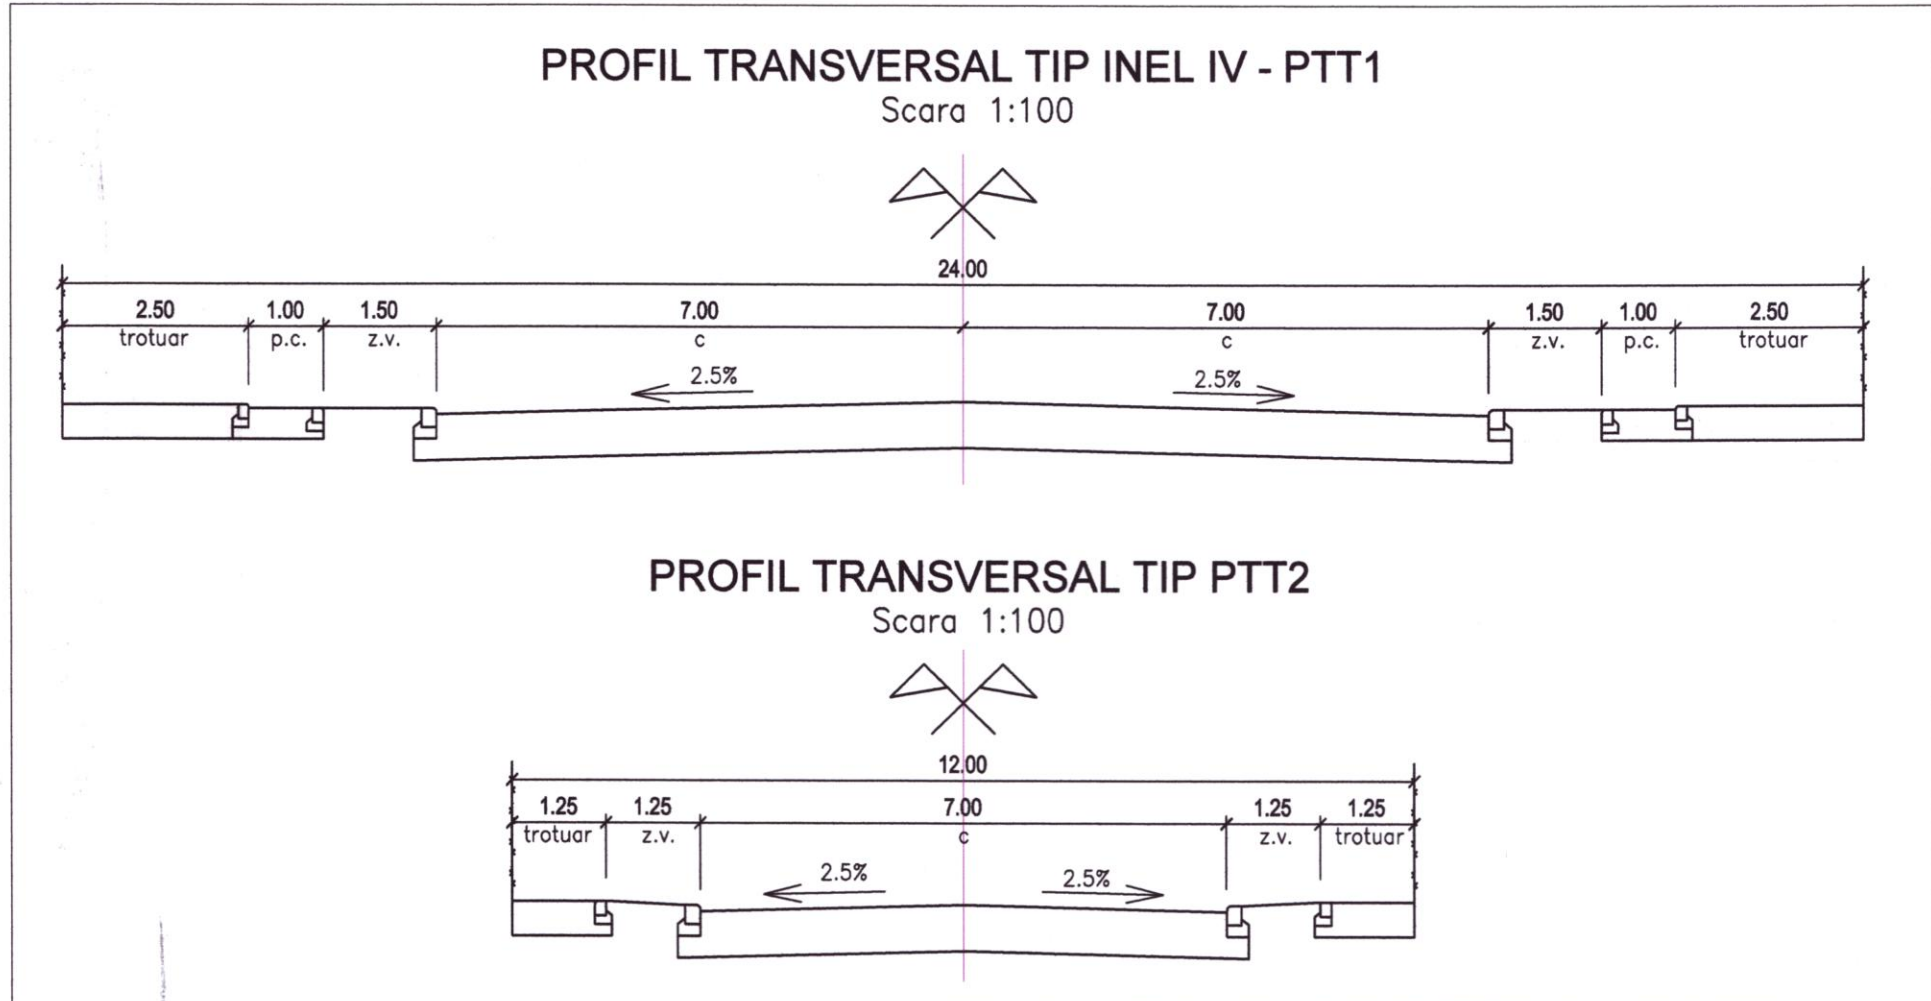 PROFIL TRANSVERSAL TIP INEL IV - PTT1
Scara 1:100
24.00
2.50 1.00 1.50 7.00 7.00 1.50 1.00 2.50
trotuar p.c. z.v. c c z.v. p.c. trotuar
2.5% 2.5%
PROFIL TRANSVERSAL TIP PTT2
Scara 1:100
12.00
1.25 1.25 7.00 1.25 1.25
trotuar z.v. c z.v. trotuar
2.5% 2.5%